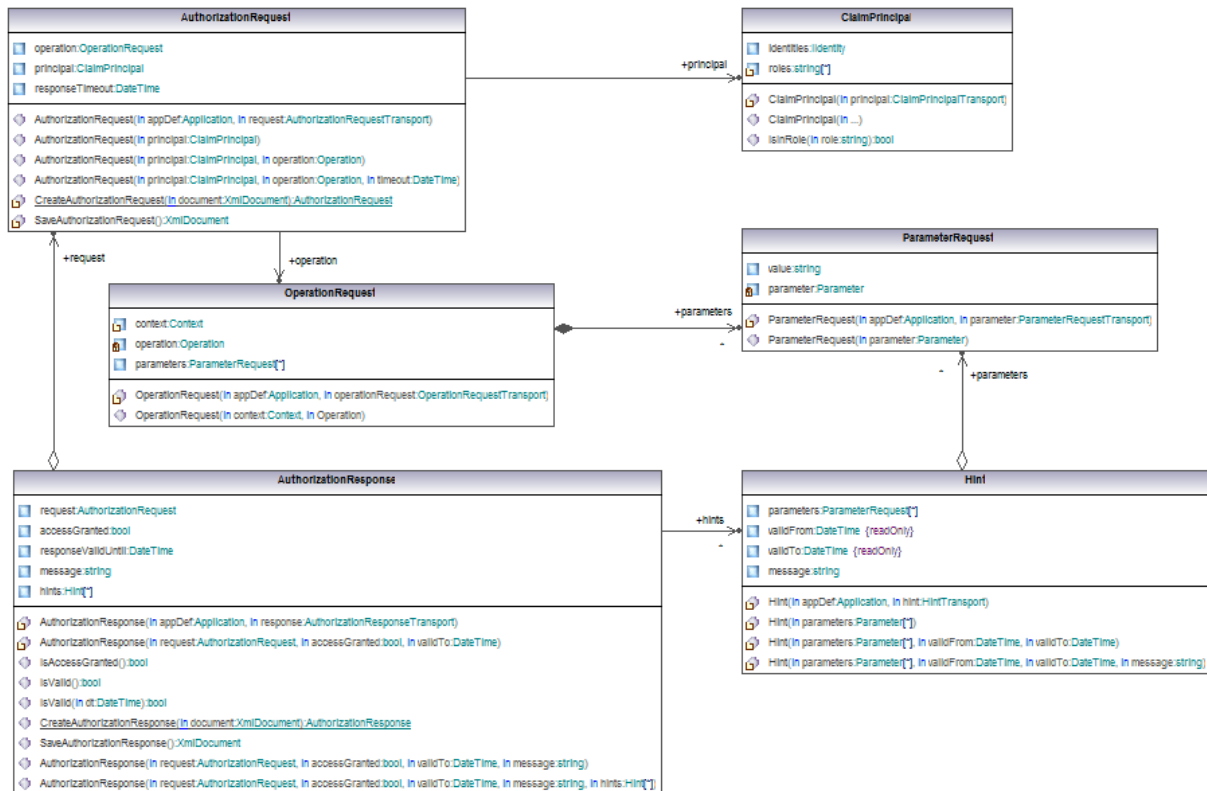 AuthorizationRequest
operation:OperationRequest
principal:ClaimPrincipal
responseTimeout:DateTime
AuthorizationRequest(in appDef:Application, in request:AuthorizationRequestTransport)
AuthorizationRequest(in principal:ClaimPrincipal)
AuthorizationRequest(in principal:ClaimPrincipal, in operation:Operation)
AuthorizationRequest(in principal:ClaimPrincipal, in operation:Operation, in timeout:DateTime)
CreateAuthorizationRequest(in document:XmlDocument):AuthorizationRequest
SaveAuthorizationRequest():XmlDocument
+principal
ClaimPrincipal
identities:Iidentity
roles:string[*]
ClaimPrincipal(in principal:ClaimPrincipalTransport)
ClaimPrincipal(in ...)
isInRole(in role:string):bool
+request
+operation
OperationRequest
context:Context
operation:Operation
parameters:ParameterRequest[*]
OperationRequest(in appDef:Application, in operationRequest:OperationRequestTransport)
OperationRequest(in context:Context, in Operation)
+parameters
*
ParameterRequest
value:string
parameter:Parameter
ParameterRequest(in appDef:Application, in parameter:ParameterRequestTransport)
ParameterRequest(in parameter:Parameter)
*
+parameters
AuthorizationResponse
request:AuthorizationRequest
accessGranted:bool
responseValidUntil:DateTime
message:string
hints:Hint[*]
AuthorizationResponse(in appDef:Application, in response:AuthorizationResponseTransport)
AuthorizationResponse(in request:AuthorizationRequest, in accessGranted:bool, in validTo:DateTime)
isAccessGranted():bool
isValid():bool
isValid(in dt:DateTime):bool
CreateAuthorizationResponse(in document:XmlDocument):AuthorizationResponse
SaveAuthorizationResponse():XmlDocument
AuthorizationResponse(in request:AuthorizationRequest, in accessGranted:bool, in validTo:DateTime, in message:string)
AuthorizationResponse(in request:AuthorizationRequest, in accessGranted:bool, in validTo:DateTime, in message:string, in hints:Hint[*])
+hints
*
Hint
parameters:ParameterRequest[*]
validFrom:DateTime {readOnly}
validTo:DateTime {readOnly}
message:string
Hint(in appDef:Application, in hint:HintTransport)
Hint(in parameters:Parameter[*])
Hint(in parameters:Parameter[*], in validFrom:DateTime, in validTo:DateTime)
Hint(in parameters:Parameter[*], in validFrom:DateTime, in validTo:DateTime, in message:string)